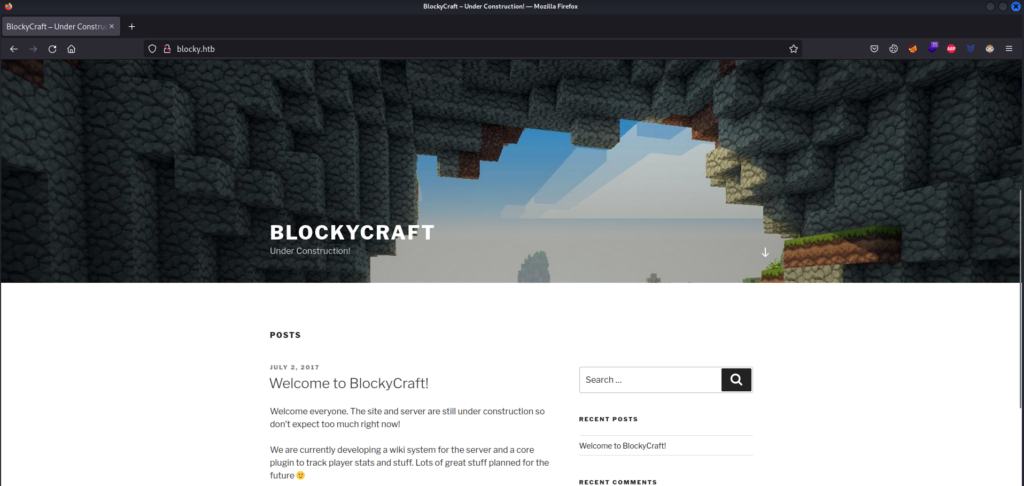 BlockyCraft – Under Construction! — Mozilla Firefox
BlockyCraft – Under Constru
blocky.htb
BLOCKYCRAFT
Under Construction!
POSTS
JULY 2, 2017
Welcome to BlockyCraft!
Welcome everyone. The site and server are still under construction so
don't expect too much right now!
We are currently developing a wiki system for the server and a core
plugin to track player stats and stuff. Lots of great stuff planned for the
future 🙂
Search …
RECENT POSTS
Welcome to BlockyCraft!
RECENT COMMENTS